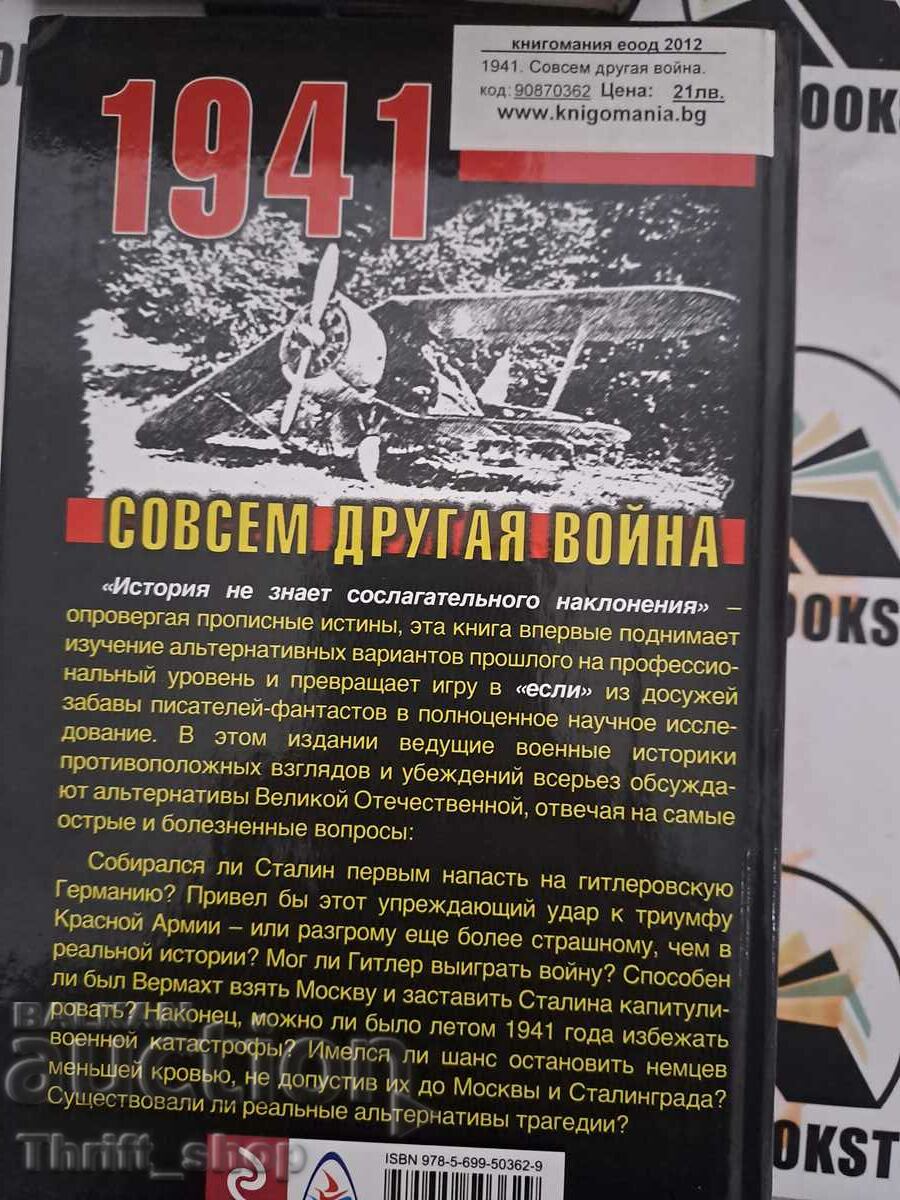 книгомания еоод 2012
1941. Совсем другая война.
код: 90870362 Цена: 21лв.
www.knigomania.bg
1941
СОВСЕМ ДРУГАЯ ВОЙНА
«История не знает сослагательного наклонения» –
опровергая прописные истины, эта книга впервые поднимает
изучение альтернативных вариантов прошлого на профессио-
нальный уровень и превращает игру в «если» из досужей
забавы писателей-фантастов в полноценное научное иссле-
дование. В этом издании ведущие военные историки
противоположных взглядов и убеждений всерьез обсужда-
ют альтернативы Великой Отечественной, отвечая на самые
острые и болезненные вопросы:
Собирался ли Сталин первым напасть на гитлеровскую
Германию? Привел бы этот упреждающий удар к триумфу
Красной Армии – или разгрому еще более страшному, чем в
реальной истории? Мог ли Гитлер выиграть войну? Способен
ли был Вермахт взять Москву и заставить Сталина капитули-
ровать? Наконец, можно ли было летом 1941 года избежать
военной катастрофы? Имелся ли шанс остановить немцев
меньшей кровью, не допустив их до Москвы и Сталинграда?
Существовали ли реальные альтернативы трагедии?
ISBN 978-5-699-50362-9
OOKS
OOKS
OOKST
БАЛКАН
auction
Thrift_shop